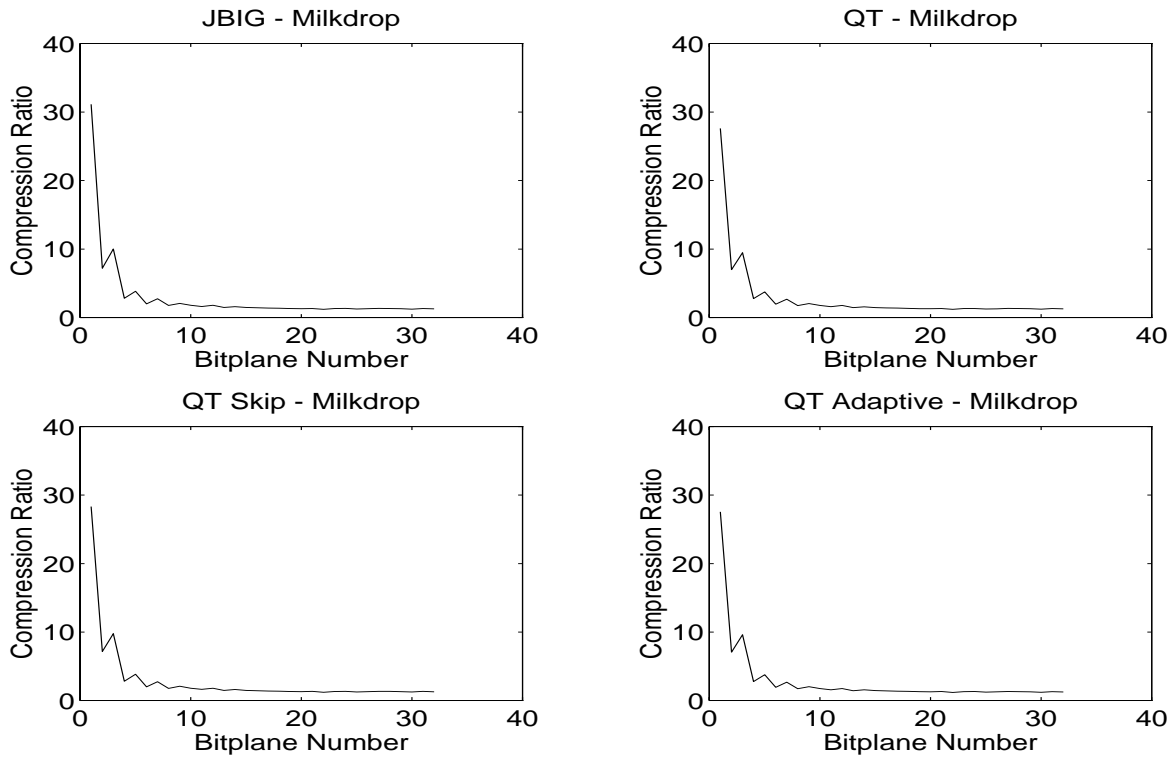 JBIG - Milkdrop
40
30
20
10
0
Compression Ratio
0 10 20 30 40
Bitplane Number
QT - Milkdrop
40
30
20
10
0
Compression Ratio
0 10 20 30 40
Bitplane Number
QT Skip - Milkdrop
40
30
20
10
0
Compression Ratio
0 10 20 30 40
Bitplane Number
QT Adaptive - Milkdrop
40
30
20
10
0
Compression Ratio
0 10 20 30 40
Bitplane Number